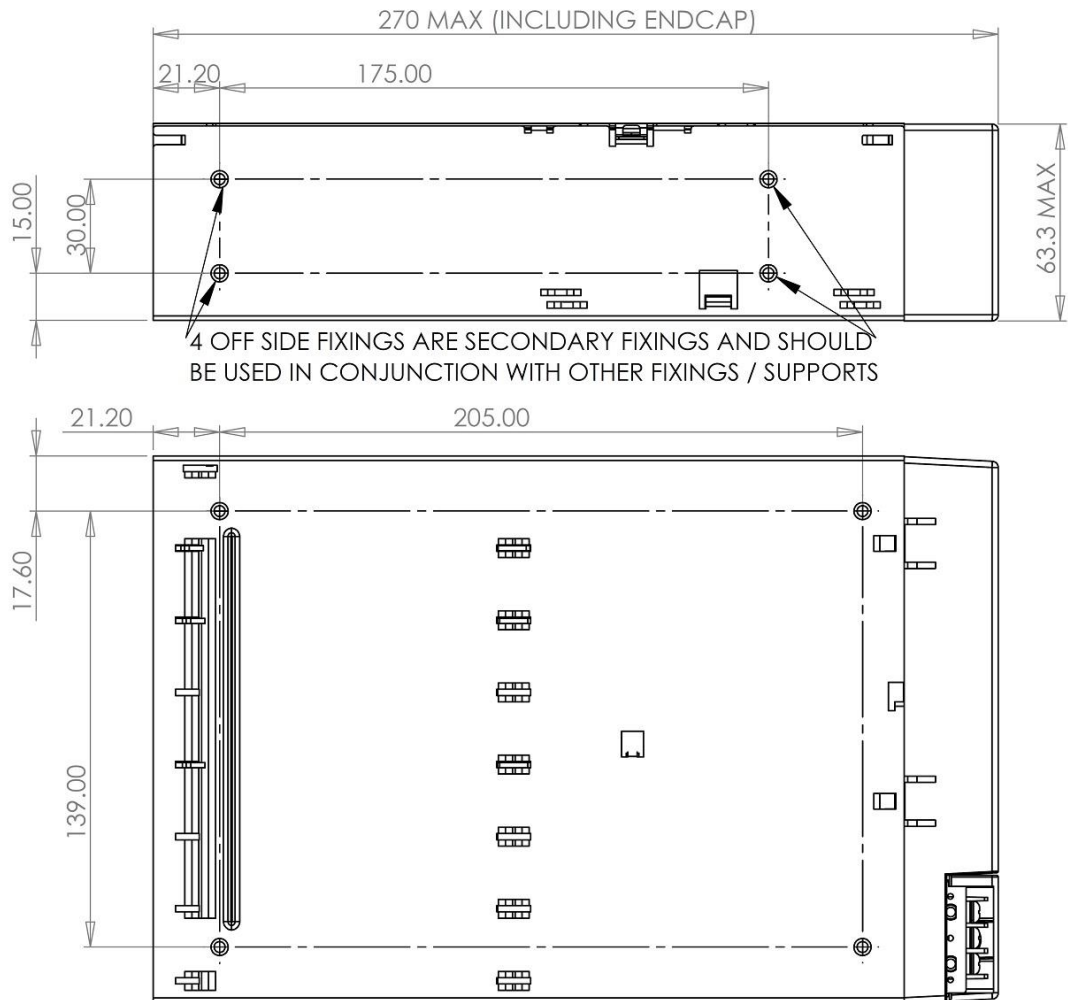 270 MAX (INCLUDING ENDCAP)
21.20
175.00
15.00
30.00
63.3 MAX
4 OFF SIDE FIXINGS ARE SECONDARY FIXINGS AND SHOULD
BE USED IN CONJUNCTION WITH OTHER FIXINGS / SUPPORTS
21.20
205.00
17.60
139.00